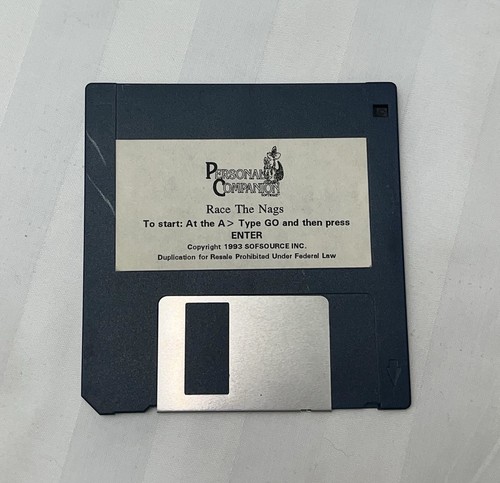 PERSONAL
COMPANION
SOFTWARE
Race The Nags
To start: At the A> Type GO and then press
ENTER
Copyright 1993 SOFSOURCE INC.
Duplication for Resale Prohibited Under Federal Law